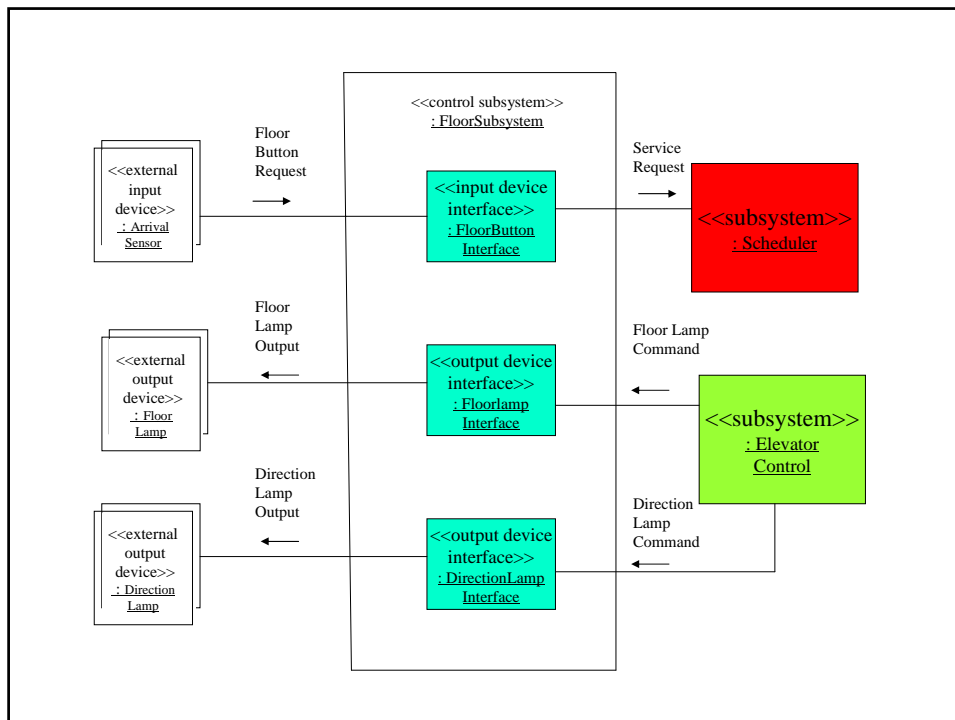 <<control subsystem>>
: FloorSubsystem
Floor
Button
Request
Service
Request
<<external
input
device>>
: Arrival
Sensor
<<input device
interface>>
: FloorButton
Interface
<<subsystem>>
: Scheduler
Floor
Lamp
Output
Floor Lamp
Command
<<external
output
device>>
: Floor
Lamp
<<output device
interface>>
: Floorlamp
Interface
<<subsystem>>
: Elevator
Control
Direction
Lamp
Output
Direction
Lamp
Command
<<external
output
device>>
: Direction
Lamp
<<output device
interface>>
: DirectionLamp
Interface